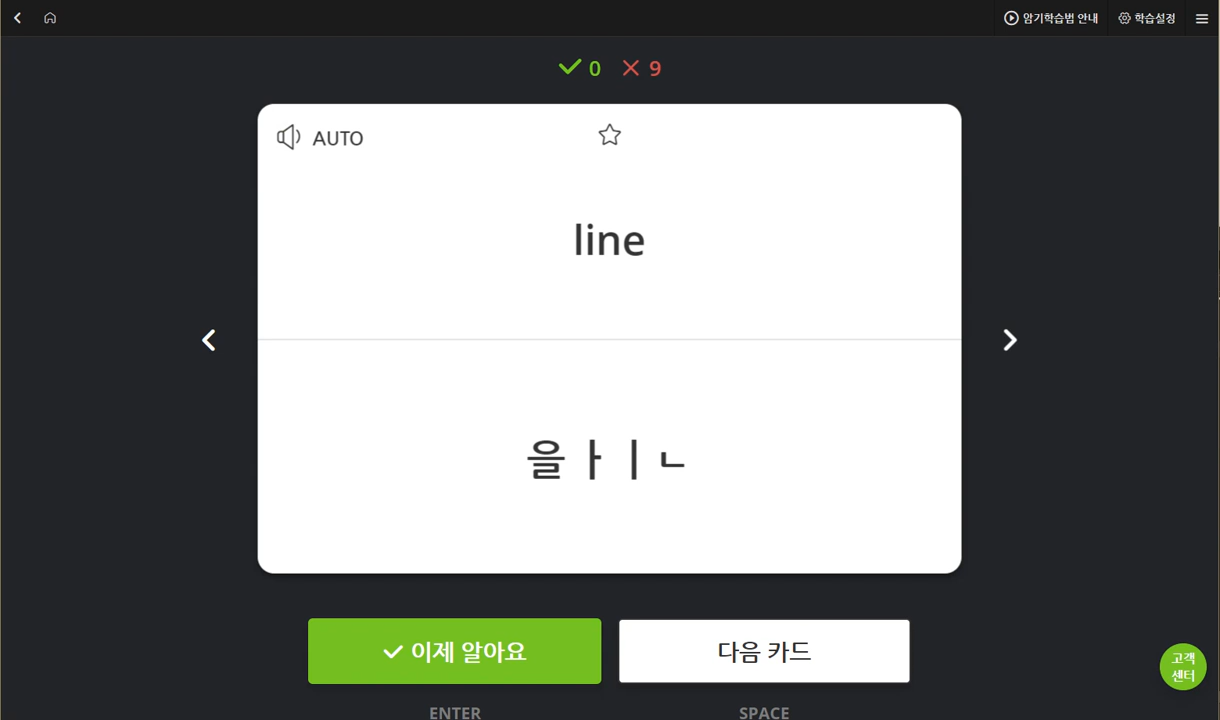 암기학습법 안내 학습설정
0 9
AUTO
line
을ㅏㅣㄴ
이제 알아요 다음 카드
고객
센터
ENTER SPACE